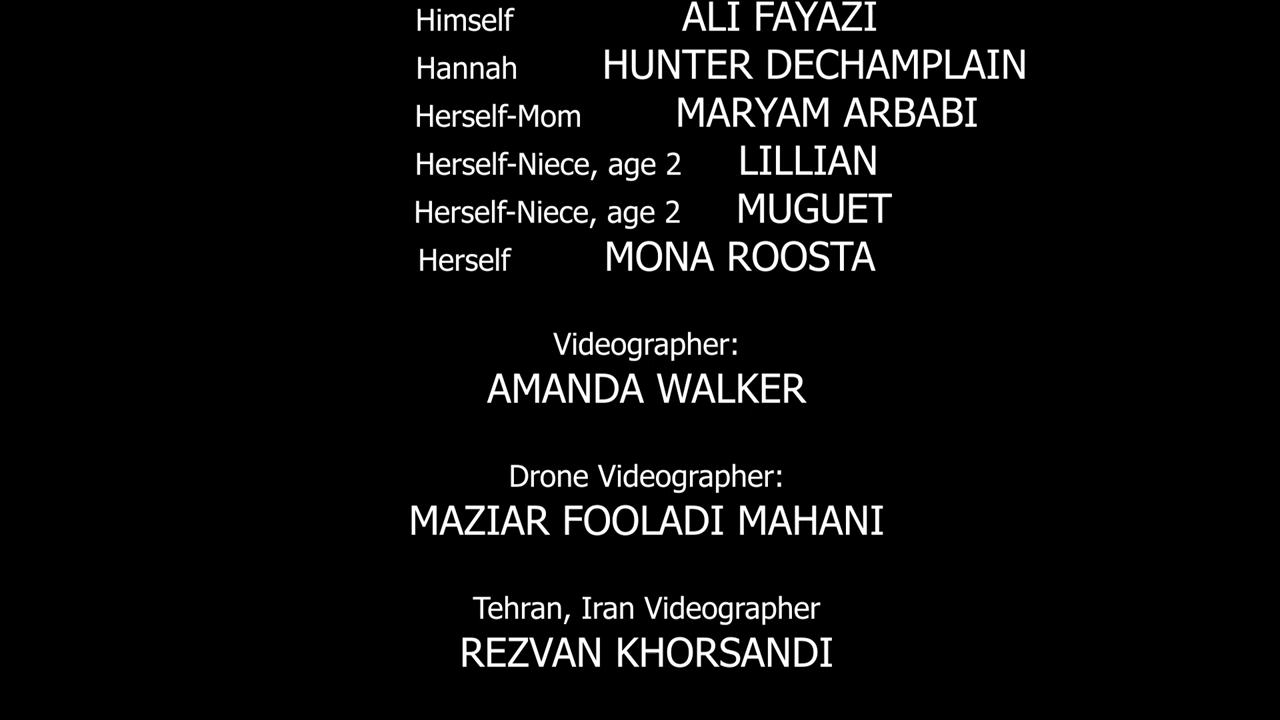 Himself ALI FAYAZI
Hannah HUNTER DECHAMPLAIN
Herself-Mom MARYAM ARBABI
Herself-Niece, age 2 LILLIAN
Herself-Niece, age 2 MUGUET
Herself MONA ROOSTA
Videographer:
AMANDA WALKER
Drone Videographer:
MAZIAR FOOLADI MAHANI
Tehran, Iran Videographer
REZVAN KHORSANDI